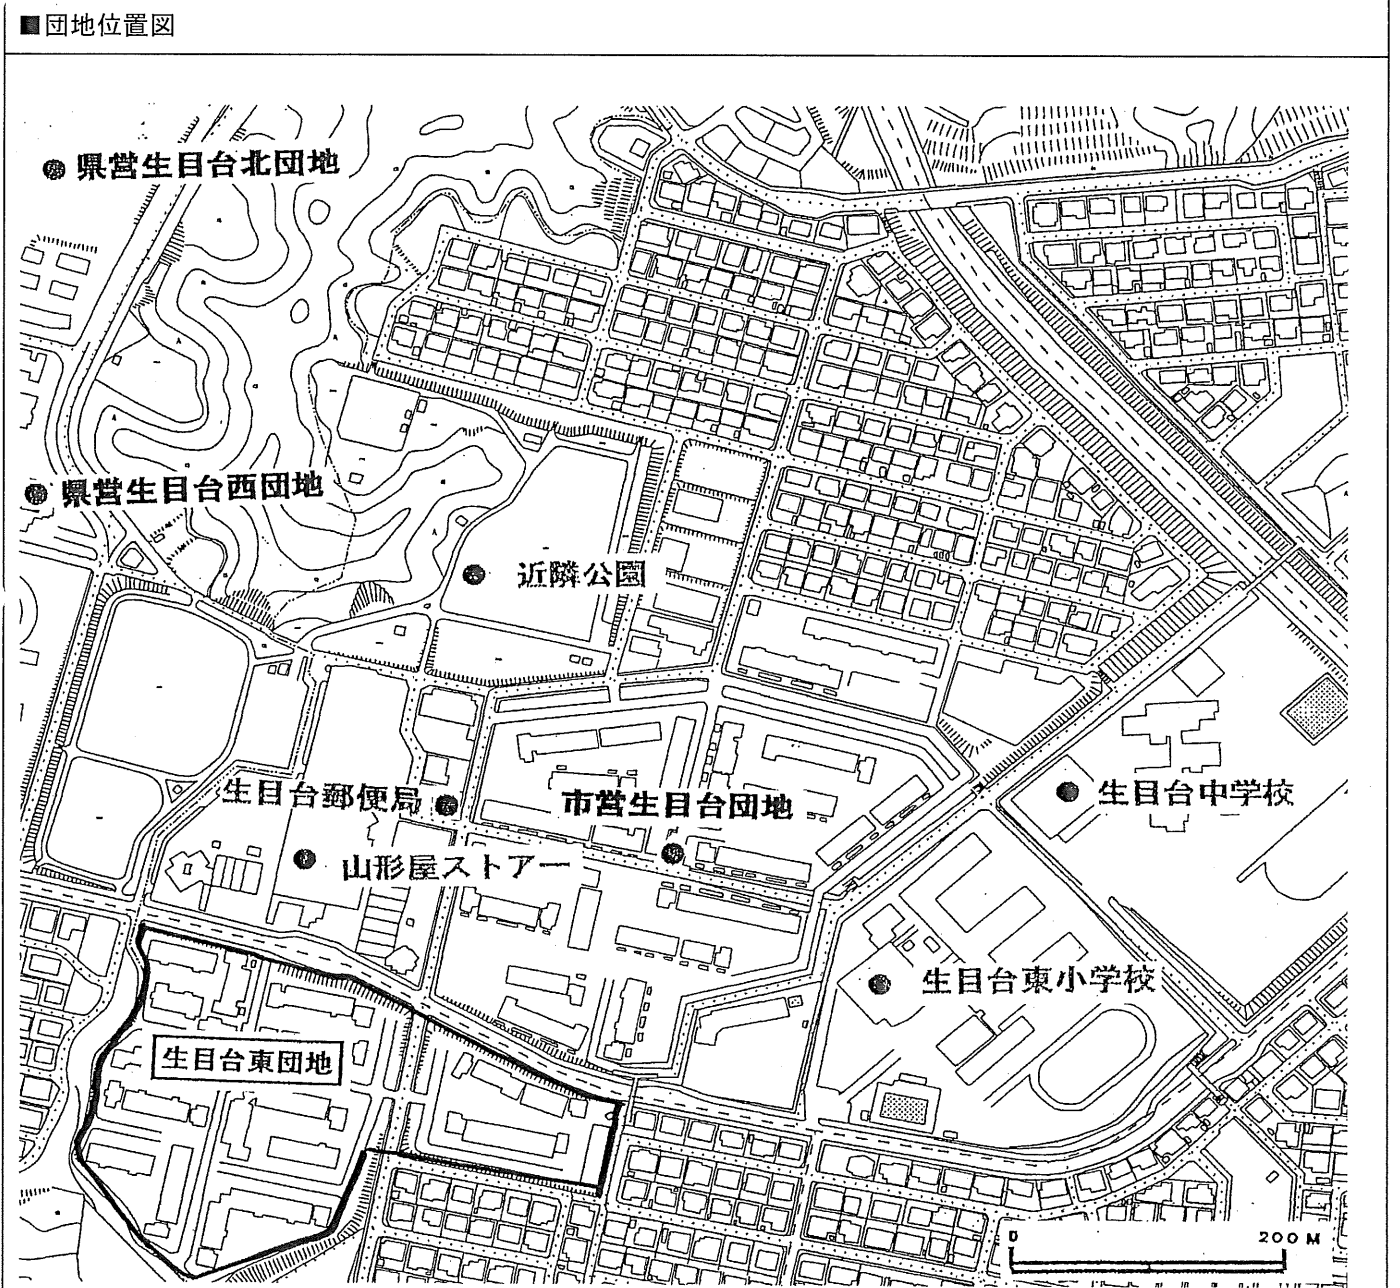 ■団地位置図
県営生目台北団地
県営生目台西団地
近隣公園
生目台郵便局
市営生目台団地
生目台中学校
山形屋ストアー
生目台東小学校
生目台東団地
0 200M